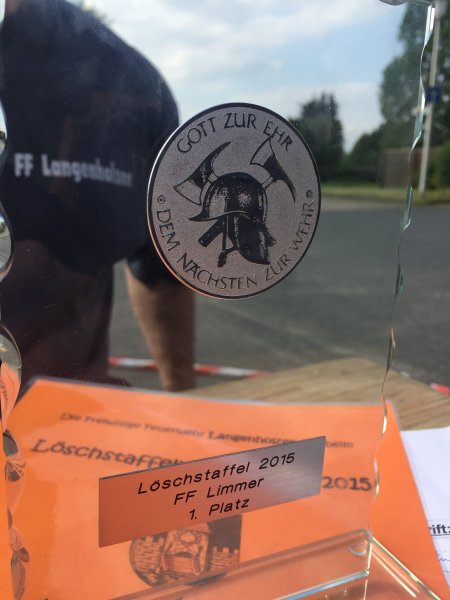 FF Langenholzen
GOTT ZUR EHR
DEM NÄCHSTEN ZUR WEHR
Die Freiwillige Feuerwehr Langenholzen
Löschstaffel 2015
Löschstaffel 2015
FF Limmer
1. Platz